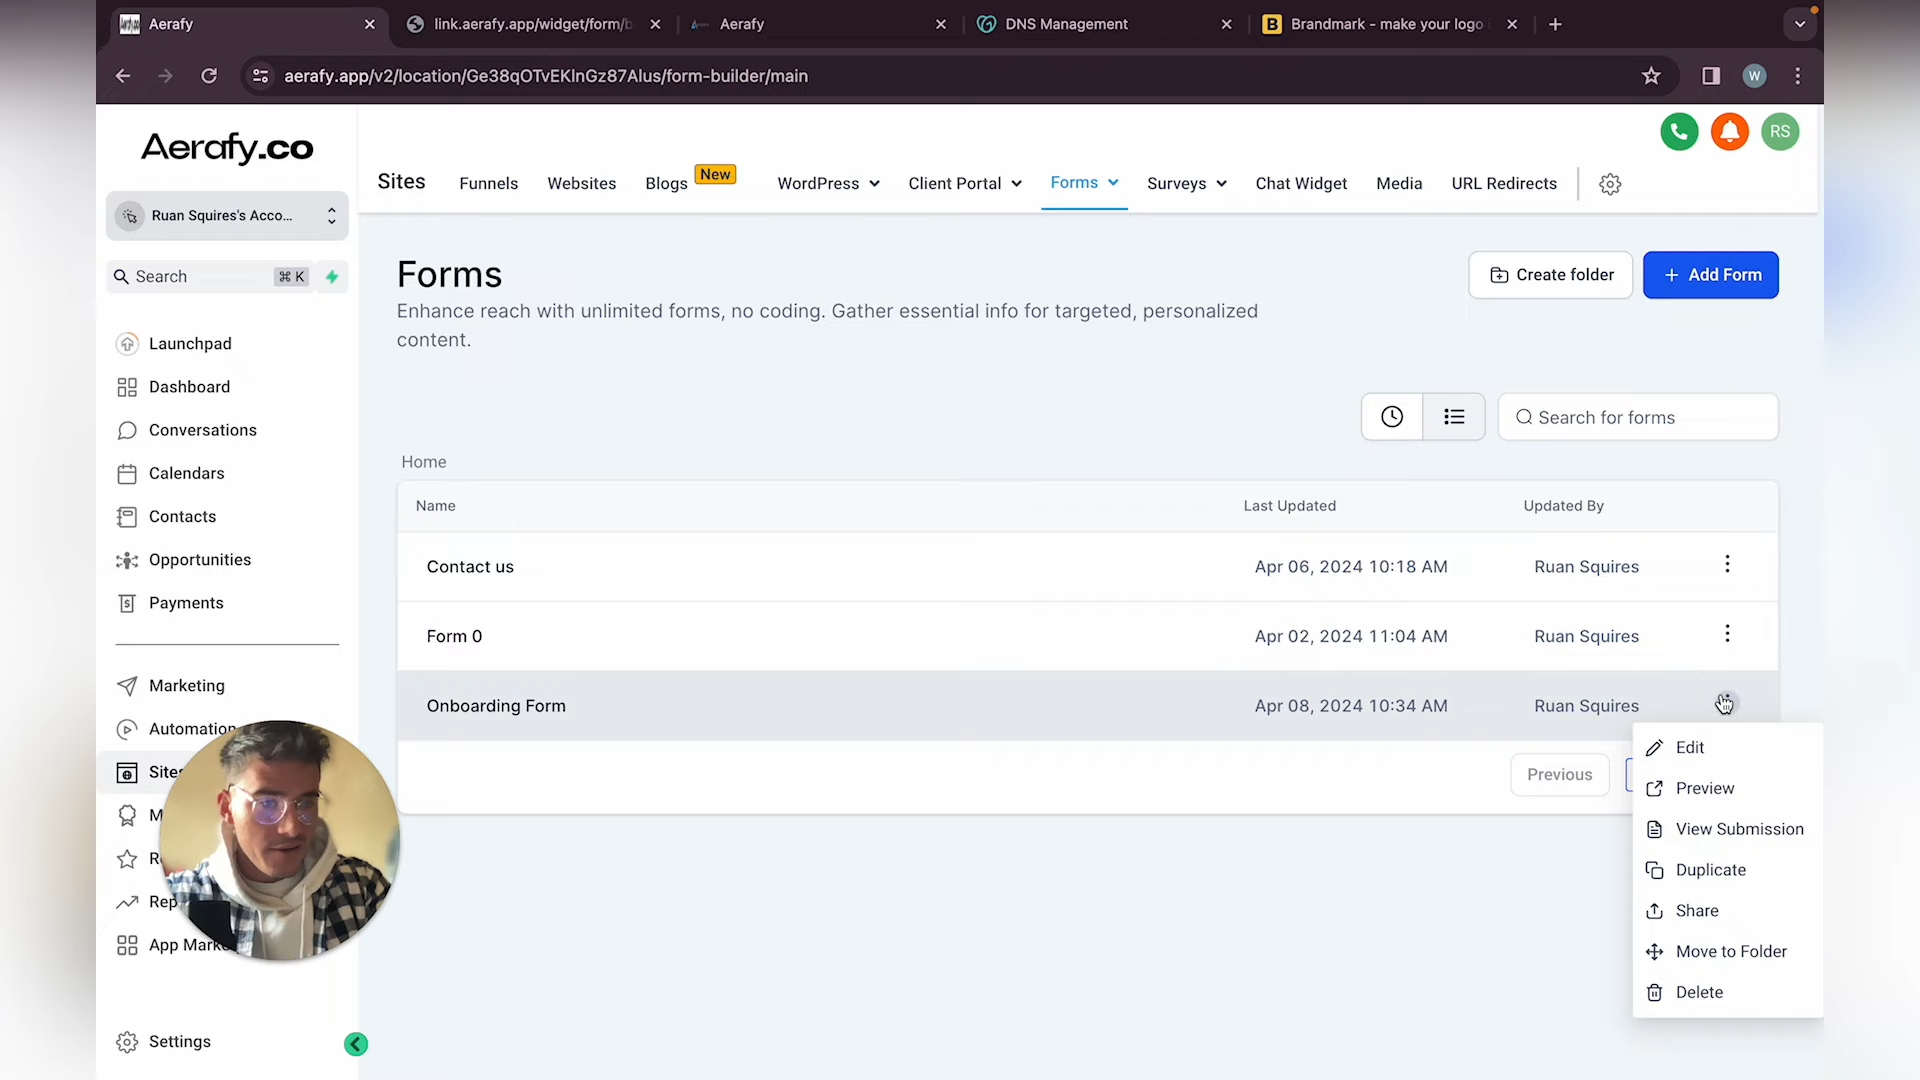 Aerafy
link.aerafy.app/widget/form/b
Aerafy
DNS Management
Brandmark - make your logo i
aerafy.app/v2/location/Ge38qOTvEKlnGz87Alus/form-builder/main
W
Aerafy.co
Ruan Squires's Acco...
Search
⌘ K
Launchpad
Dashboard
Conversations
Calendars
Contacts
Opportunities
Payments
Marketing
Automation
Sites
M
R
Rep
App Marke
Settings
RS
Sites
Funnels
Websites
Blogs
New
WordPress
Client Portal
Forms
Surveys
Chat Widget
Media
URL Redirects
Forms
Enhance reach with unlimited forms, no coding. Gather essential info for targeted, personalized
content.
Create folder
+ Add Form
Search for forms
Home
Name Last Updated Updated By
Contact us Apr 06, 2024 10:18 AM Ruan Squires
Form 0 Apr 02, 2024 11:04 AM Ruan Squires
Onboarding Form Apr 08, 2024 10:34 AM Ruan Squires
Previous
Edit
Preview
View Submission
Duplicate
Share
Move to Folder
Delete